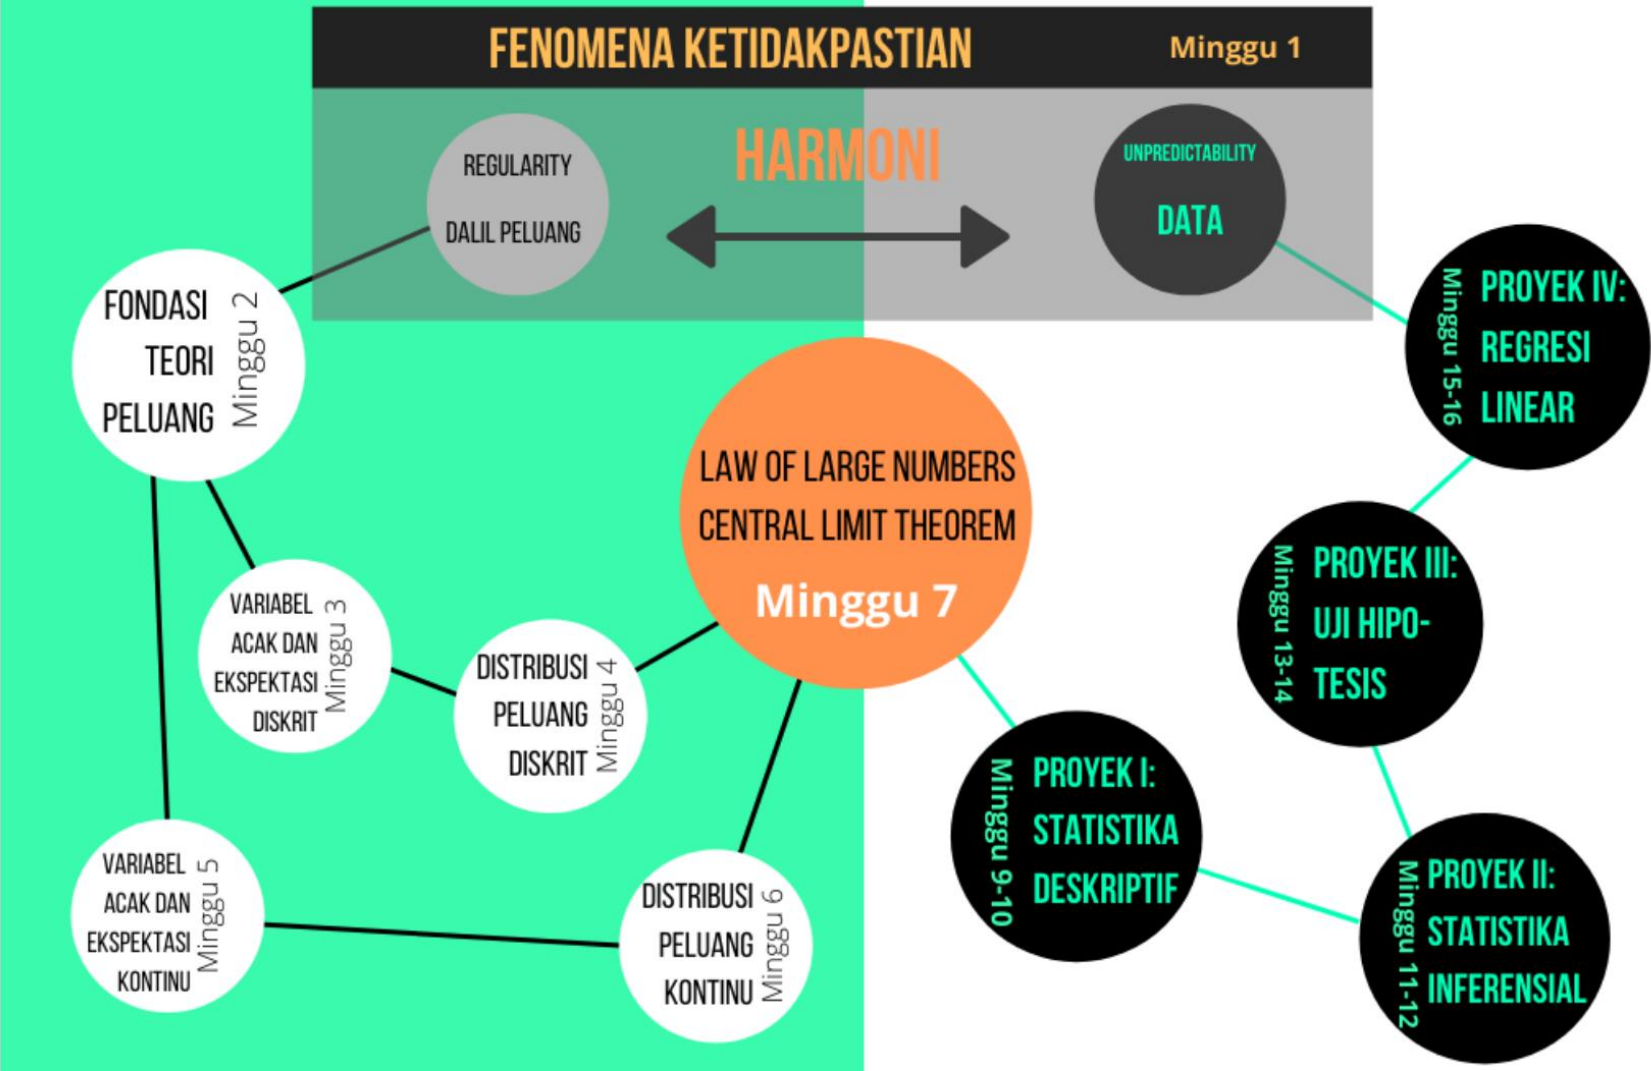 FENOMENA KETIDAKPASTIAN
Minggu 1
REGULARITY
DALIL PELUANG
HARMONI
UNPREDICTABILITY
DATA
FONDASI
TEORI
PELUANG
Minggu 2
VARIABEL
ACAK DAN
EKSPEKTASI
DISKRIT
Minggu 3
DISTRIBUSI
PELUANG
DISKRIT
Minggu 4
VARIABEL
ACAK DAN
EKSPEKTASI
KONTINU
Minggu 5
DISTRIBUSI
PELUANG
KONTINU
Minggu 6
LAW OF LARGE NUMBERS
CENTRAL LIMIT THEOREM
Minggu 7
Minggu 9-10
PROYEK I:
STATISTIKA
DESKRIPTIF
Minggu 11-12
PROYEK II:
STATISTIKA
INFERENSIAL
Minggu 13-14
PROYEK III:
UJI HIPO-
TESIS
Minggu 15-16
PROYEK IV:
REGRESI
LINEAR